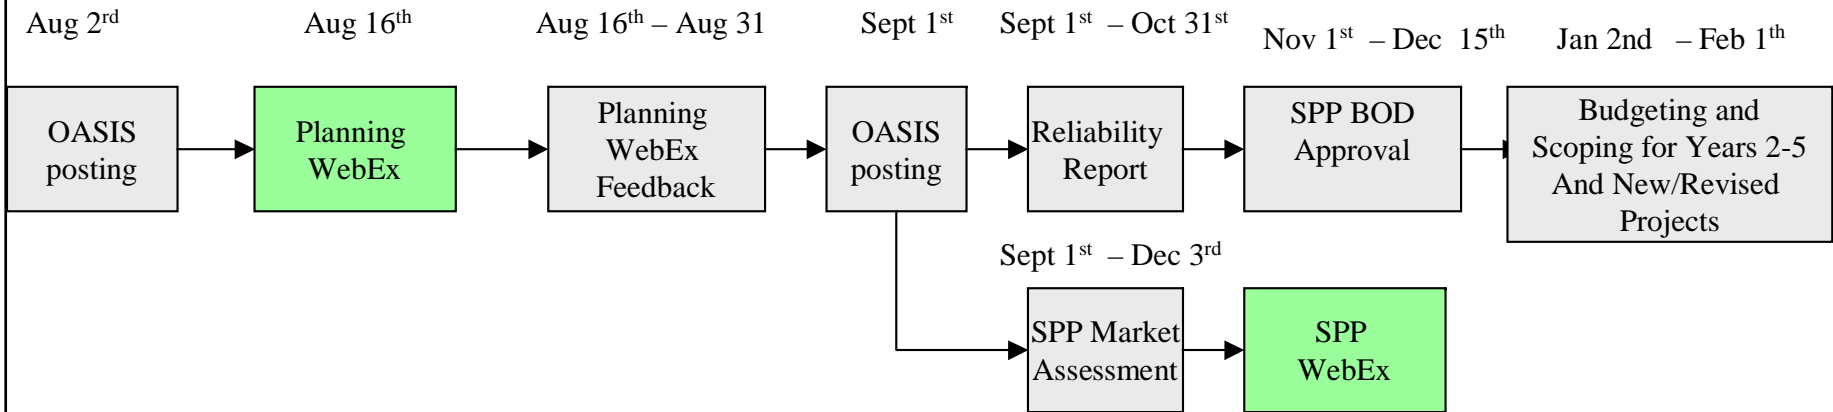 Aug 2rd
Aug 16th
Aug 16th – Aug 31
Sept 1st
Sept 1st – Oct 31st
Nov 1st – Dec 15th
Jan 2nd – Feb 1th
OASIS
posting
Planning
WebEx
Planning
WebEx
Feedback
OASIS
posting
Reliability
Report
SPP BOD
Approval
Budgeting and
Scoping for Years 2-5
And New/Revised
Projects
Sept 1st – Dec 3rd
SPP Market
Assessment
SPP
WebEx